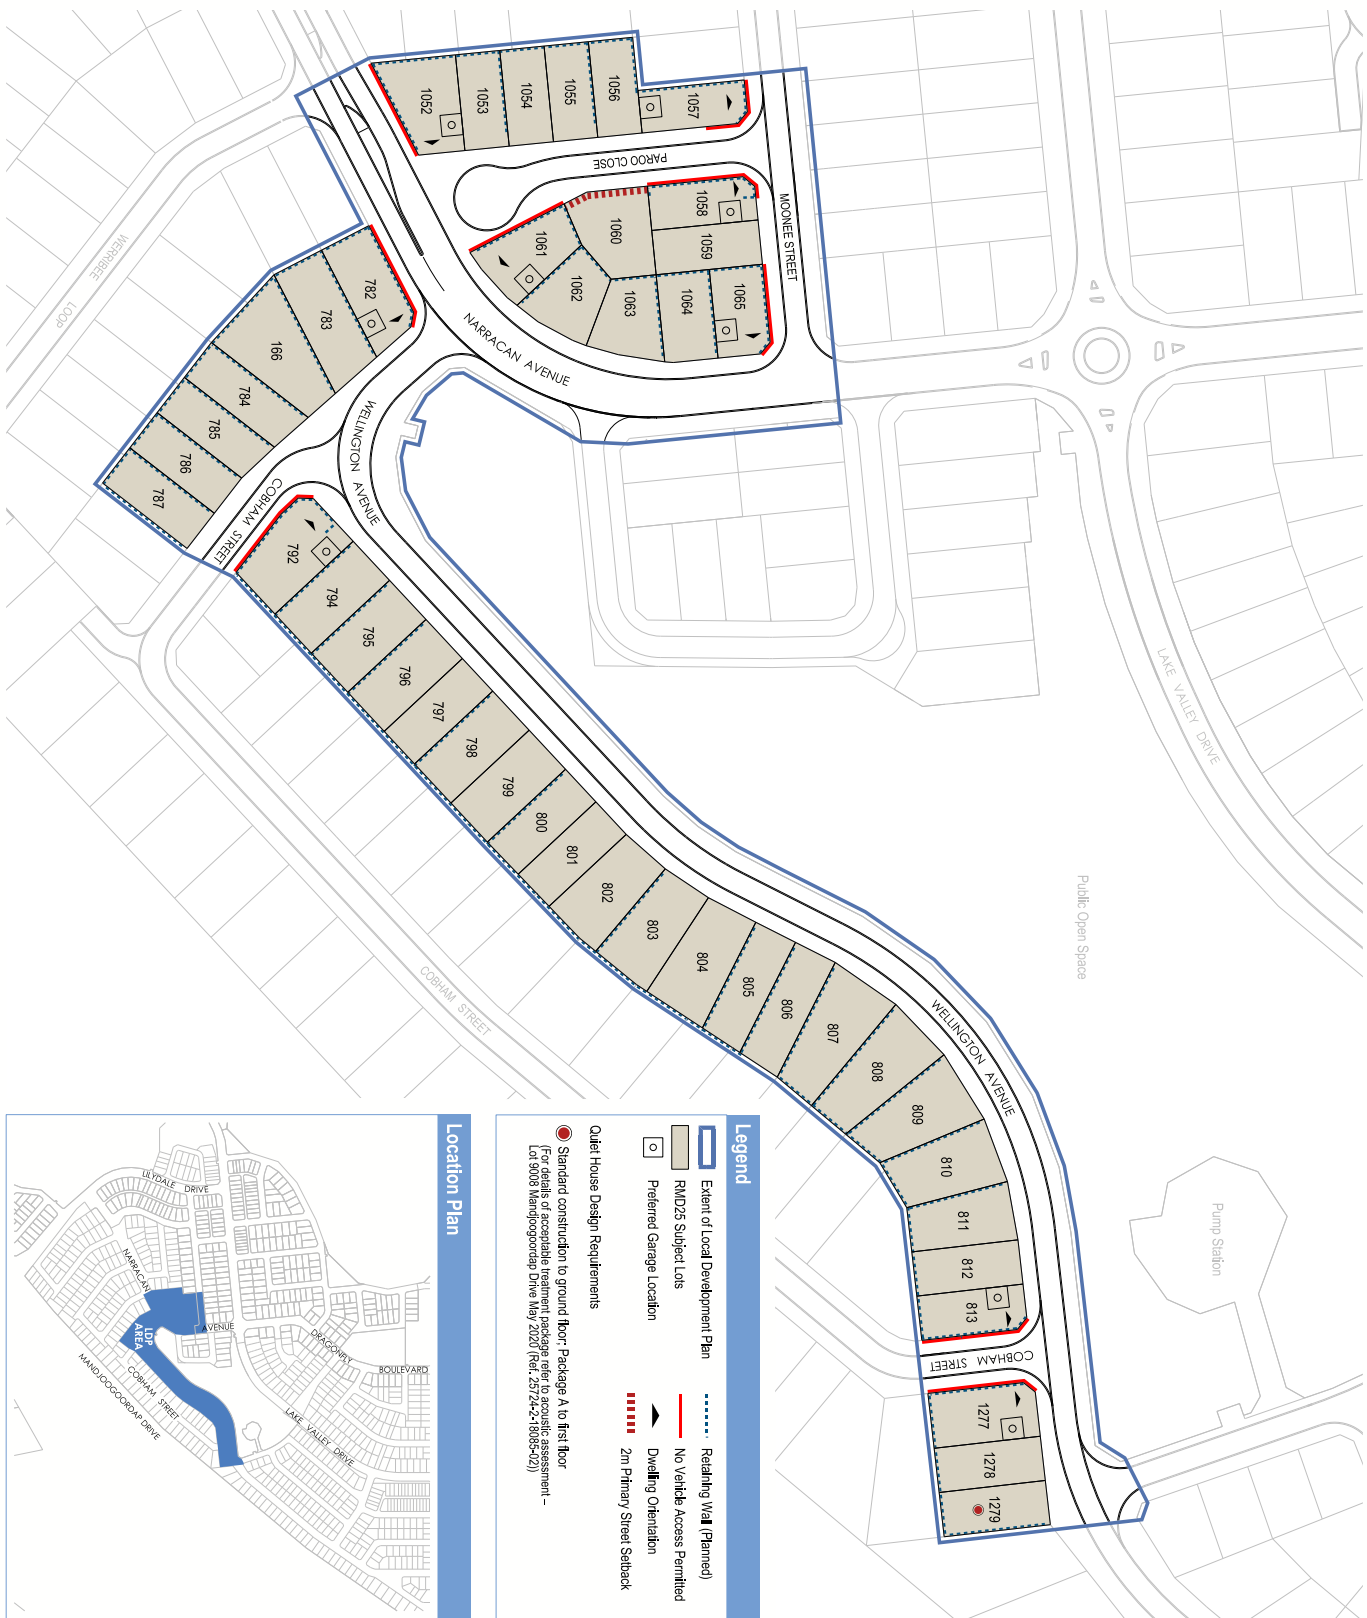 1052
1053
1054
1055
1056
1057
PAROO CLOSE
MOONEE STREET
1058
1059
1060
1061
1062
1063
1064
1065
NARRACAN AVENUE
WERRIBEE LOOP
782
783
166
784
785
786
787
WELLINGTON AVENUE
COBHAM STREET
792
794
795
796
797
798
799
800
801
802
803
804
805
806
807
808
809
810
811
812
813
COBHAM STREET
WELLINGTON AVENUE
COBHAM STREET
1277
1278
1279
LAKE VALLEY DRIVE
Public Open Space
Pump Station
Legend
Extent of Local Development Plan
RMD25 Subject Lots
Preferred Garage Location
Retaining Wall (Planned)
No Vehicle Access Permitted
Dwelling Orientation
2m Primary Street Setback
Quiet House Design Requirements
Standard construction to ground floor; Package A to first floor
(For details of acceptable treatment package refer to acoustic assessment –
Lot 9008 Mandjoogoordap Drive May 2020 (Ref. 25724-2-18085-02))
Location Plan
LILYDALE DRIVE
NARRACAN
AVENUE
LDP
AREA
COBHAM STREET
MANDJOOGOORDAP DRIVE
DRAGONFLY
BOULEVARD
LAKE VALLEY DRIVE